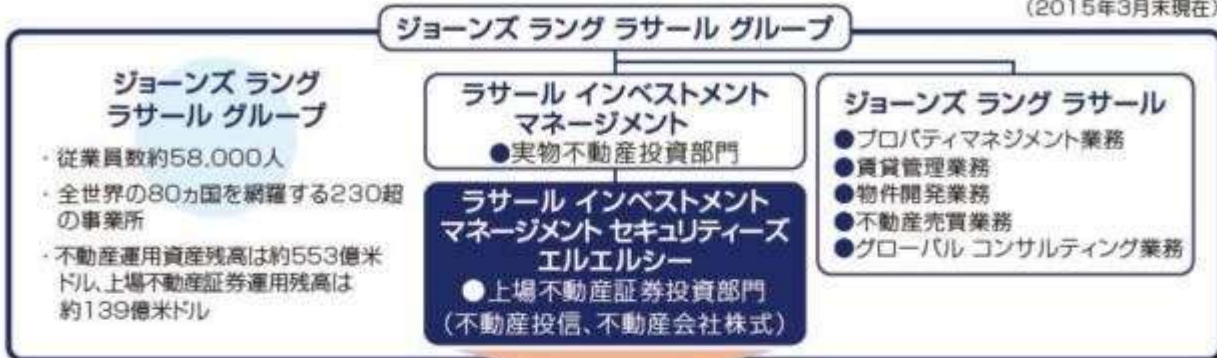 (2015年3月末現在)
ジョーンズ ラング ラサール グループ
ジョーンズ ラング
ラサール グループ
・従業員数約58,000人
・全世界の80ヵ国を網羅する230超
の事業所
・不動産運用資産残高は約553億米
ドル、上場不動産証券運用残高は
約139億米ドル
ラサール インベストメント
マネージメント
●実物不動産投資部門
ラサール インベストメント
マネージメント セキュリティーズ
エルエルシー
●上場不動産証券投資部門
(不動産投信、不動産会社株式)
ジョーンズ ラング ラサール
●プロパティマネジメント業務
●賃貸管理業務
●物件開発業務
●不動産売買業務
●グローバル コンサルティング業務